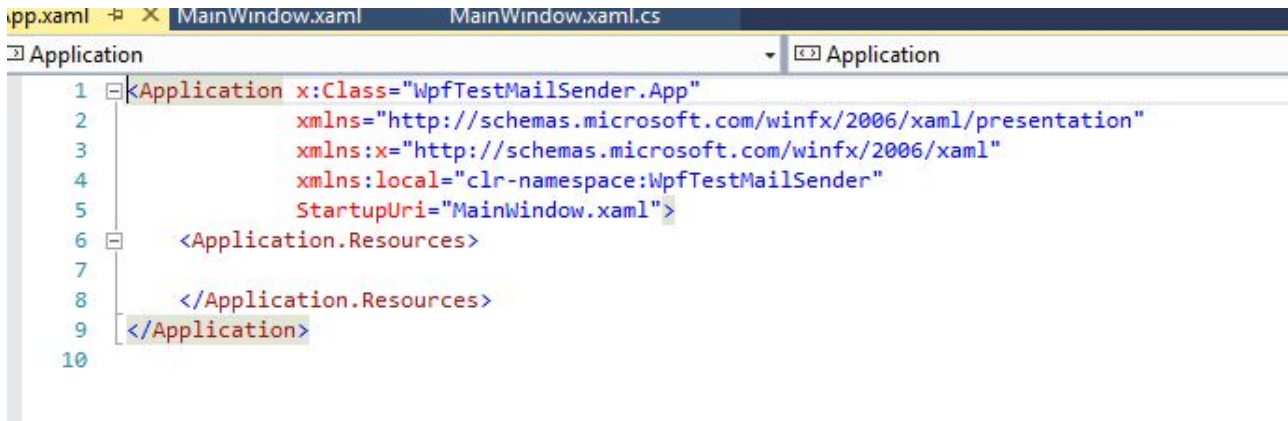 App.xaml MainWindow.xaml MainWindow.xaml.cs
Application Application
1 <Application x:Class="WpfTestMailSender.App"
2 xmlns="http://schemas.microsoft.com/winfx/2006/xaml/presentation"
3 xmlns:x="http://schemas.microsoft.com/winfx/2006/xaml"
4 xmlns:local="clr-namespace:WpfTestMailSender"
5 StartupUri="MainWindow.xaml">
6 <Application.Resources>
7
8 </Application.Resources>
9 </Application>
10